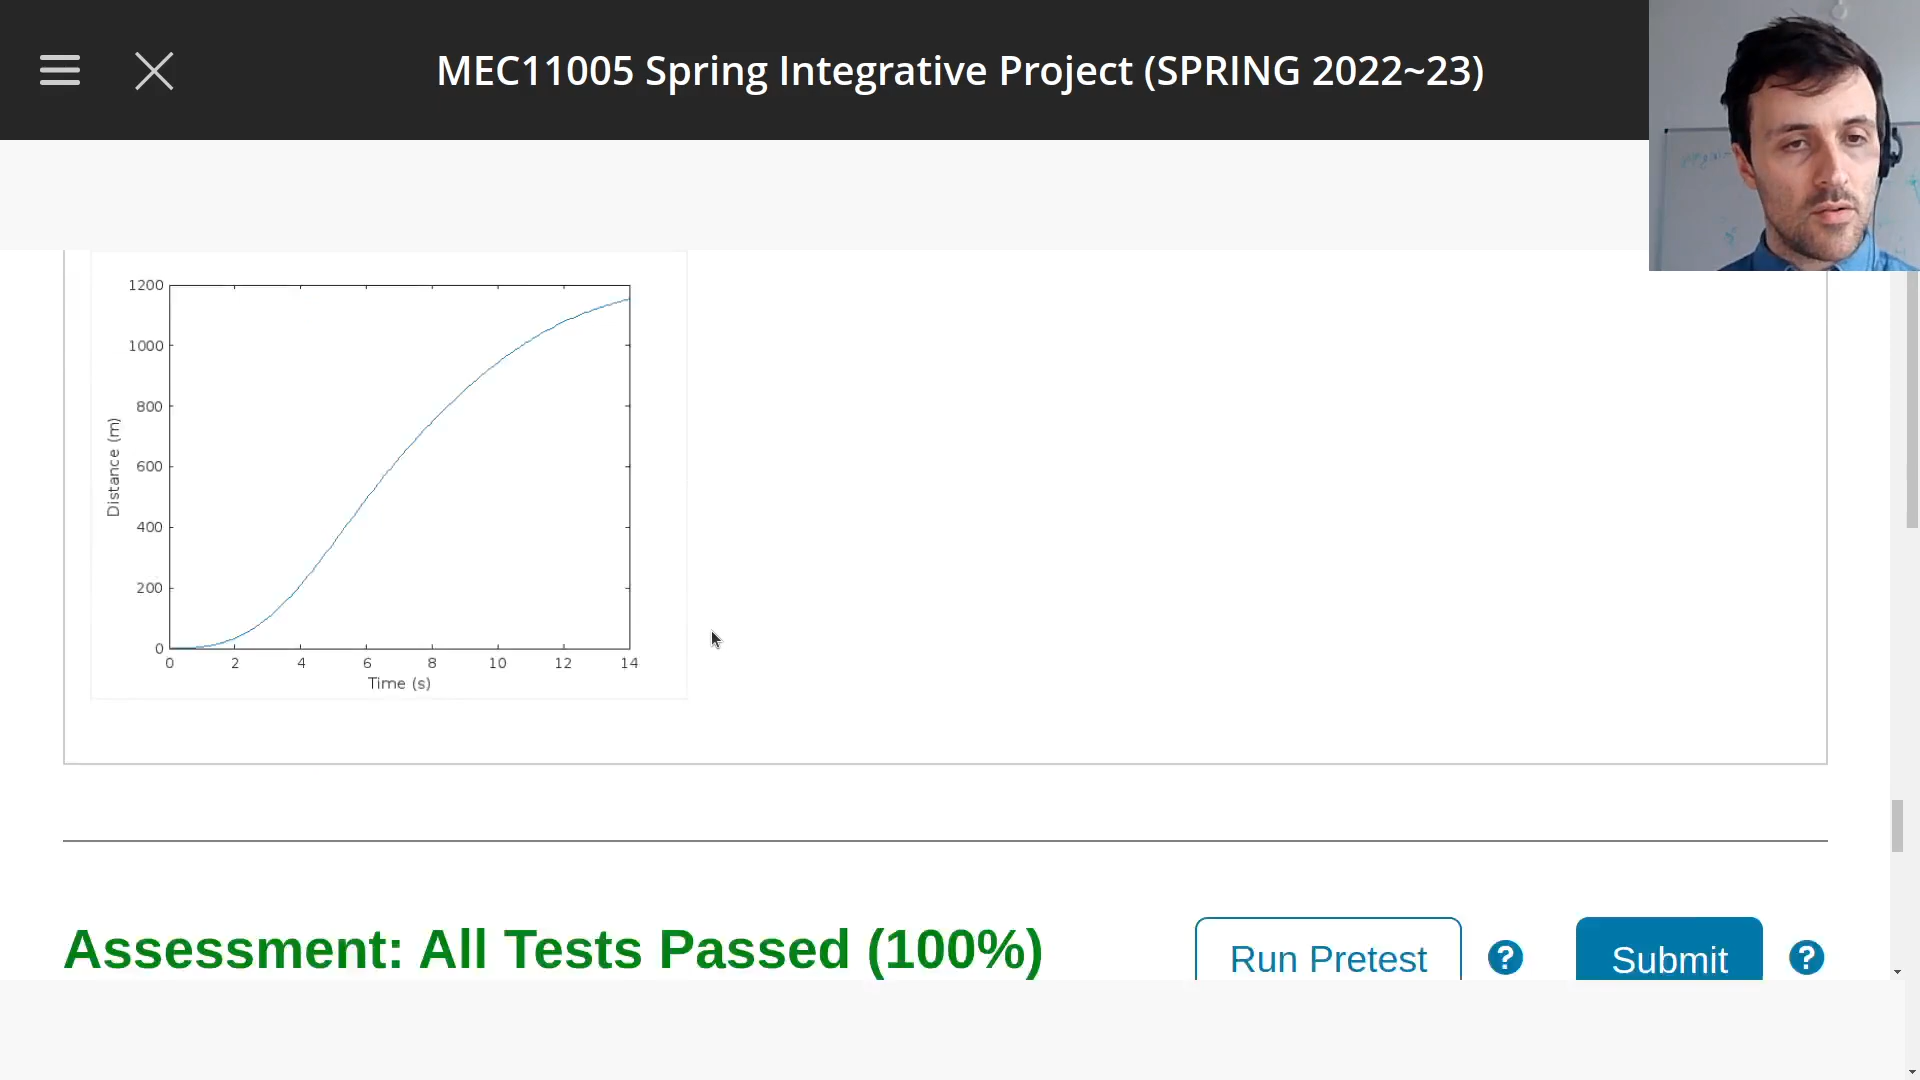 MEC11005 Spring Integrative Project (SPRING 2022~23)
1200
1000
800
600
400
200
0
Distance (m)
0 2 4 6 8 10 12 14
Time (s)
Assessment: All Tests Passed (100%)
Run Pretest ? Submit ?